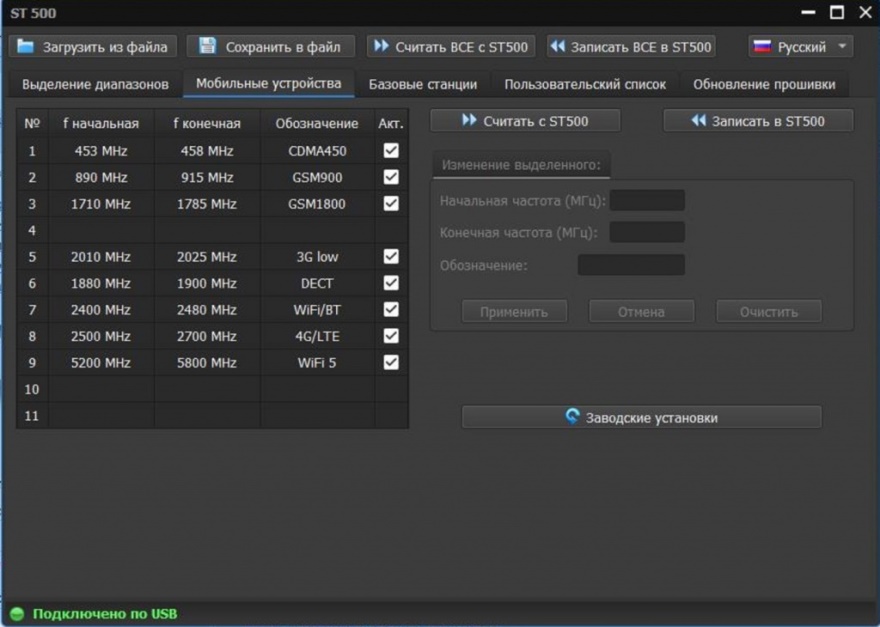 ST 500
Загрузить из файла Сохранить в файл Считать ВСЕ с ST500 Записать ВСЕ в ST500 Русский
Выделение диапазонов Мобильные устройства Базовые станции Пользовательский список Обновление прошивки
№ f начальная f конечная Обозначение Акт.
1 453 MHz 458 MHz CDMA450
2 890 MHz 915 MHz GSM900
3 1710 MHz 1785 MHz GSM1800
4
5 2010 MHz 2025 MHz 3G low
6 1880 MHz 1900 MHz DECT
7 2400 MHz 2480 MHz WiFi/BT
8 2500 MHz 2700 MHz 4G/LTE
9 5200 MHz 5800 MHz WiFi 5
10
11
Считать с ST500 Записать в ST500
Изменение выделенного:
Начальная частота (МГц):
Конечная частота (МГц):
Обозначение:
Применить Отмена Очистить
Заводские установки
Подключено по USB